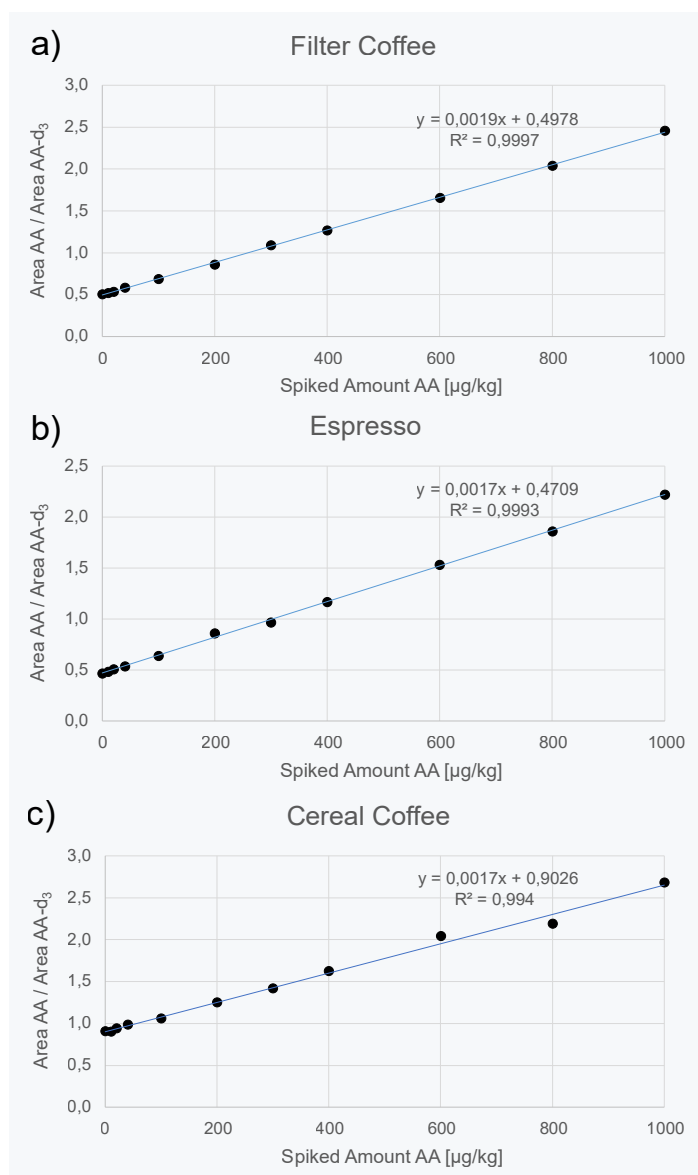 a)
Filter Coffee
y = 0,0019x + 0,4978
R² = 0,9997
Area AA / Area AA-d₃
3,0
2,5
2,0
1,5
1,0
0,5
0,0
0 200 400 600 800 1000
Spiked Amount AA [µg/kg]
b)
Espresso
y = 0,0017x + 0,4709
R² = 0,9993
Area AA / Area AA-d₃
2,5
2,0
1,5
1,0
0,5
0,0
0 200 400 600 800 1000
Spiked Amount AA [µg/kg]
c)
Cereal Coffee
y = 0,0017x + 0,9026
R² = 0,994
Area AA / Area AA-d₃
3,0
2,5
2,0
1,5
1,0
0,5
0,0
0 200 400 600 800 1000
Spiked Amount AA [µg/kg]